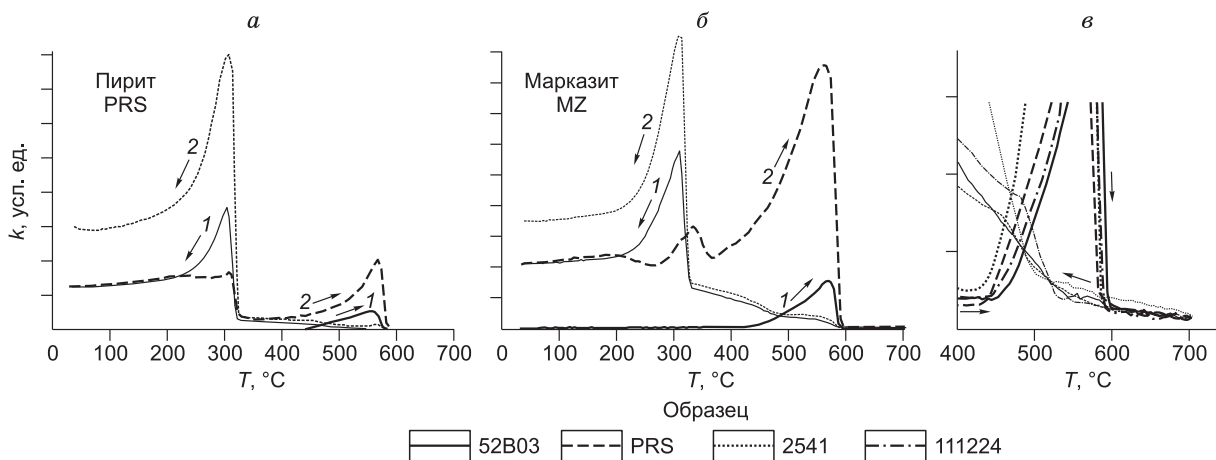 а
б
в
Пирит
PRS
2
1
2
1
k, усл. ед.
0 100 200 300 400 500 600 700
T, °C
Марказит
MZ
2
1
2
1
0 100 200 300 400 500 600 700
T, °C
400 500 600 700
T, °C
Образец
52B03 PRS 2541 111224